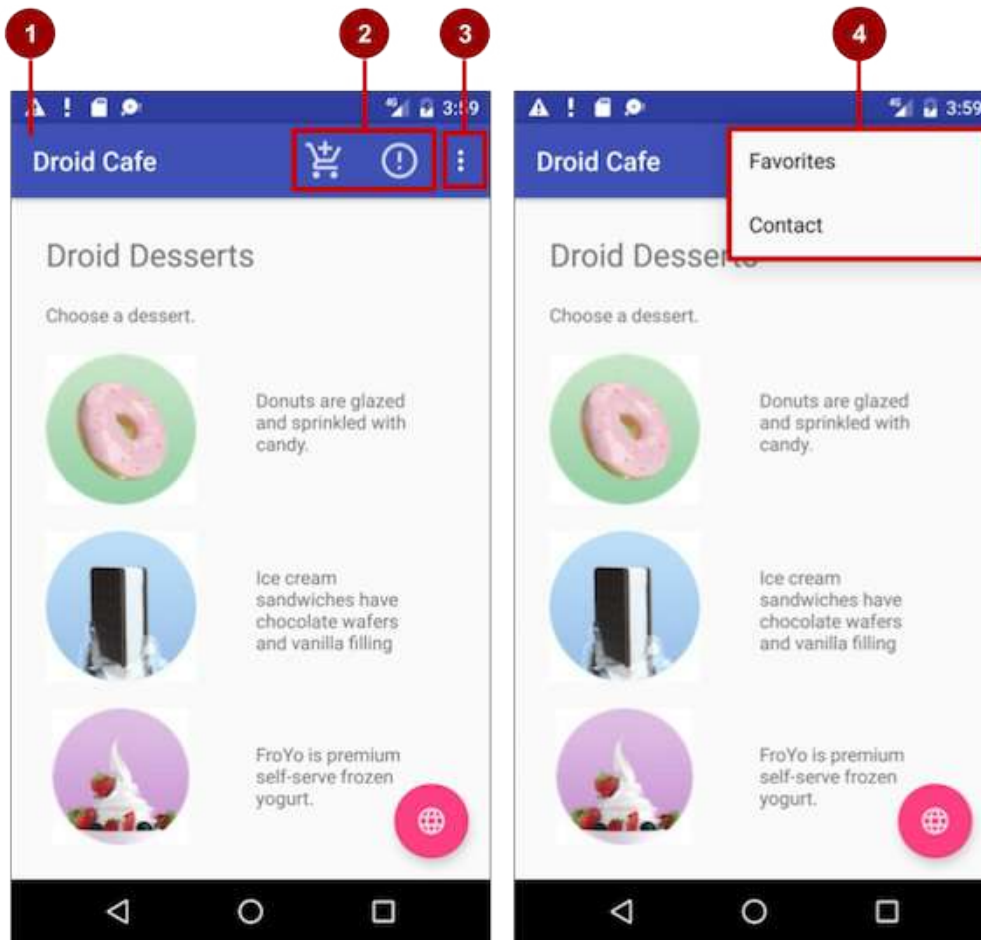 1
2
3
3:59
Droid Cafe
Droid Desserts
Choose a dessert.
Donuts are glazed
and sprinkled with
candy.
Ice cream
sandwiches have
chocolate wafers
and vanilla filling
FroYo is premium
self-serve frozen
yogurt.
4
3:59
Droid Cafe
Favorites
Contact
Droid Desserts
Choose a dessert.
Donuts are glazed
and sprinkled with
candy.
Ice cream
sandwiches have
chocolate wafers
and vanilla filling
FroYo is premium
self-serve frozen
yogurt.